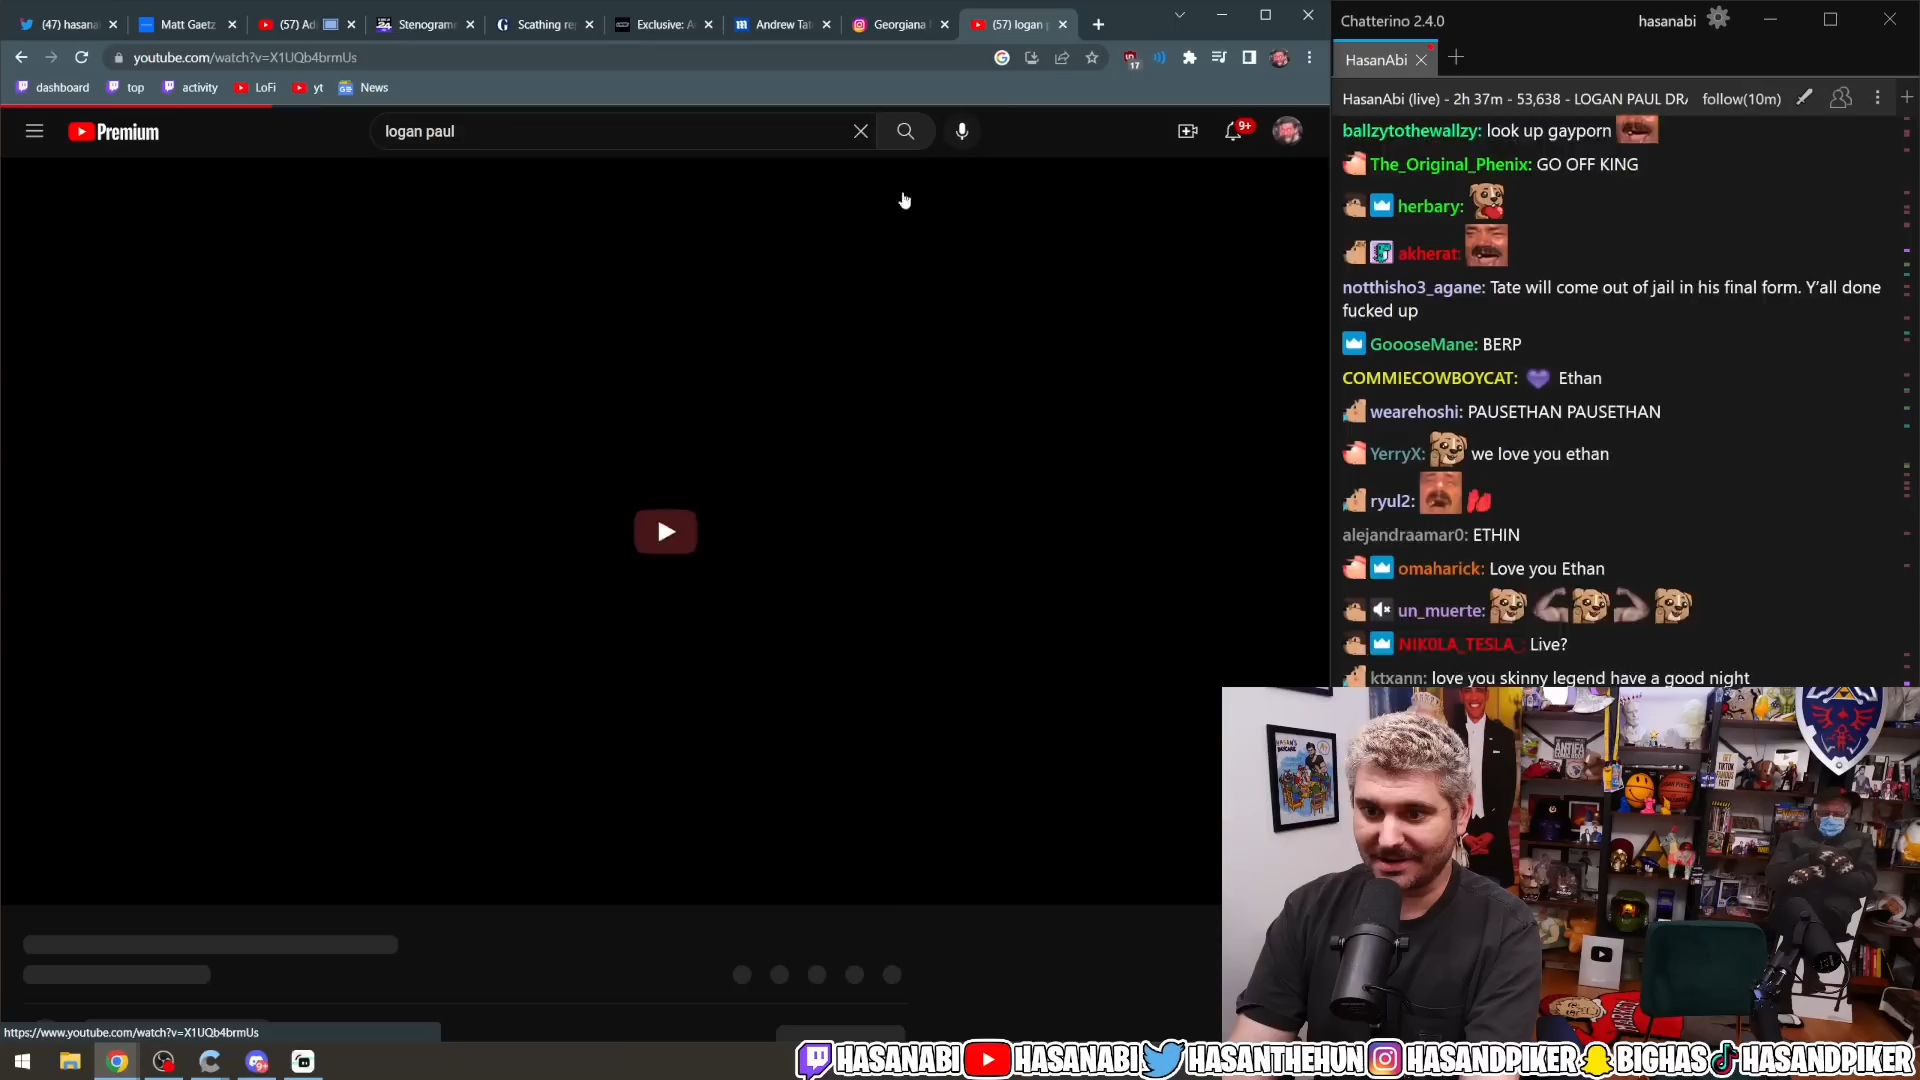 (47) hasana
Matt Gaetz
(57) Ad
Stenogram
Scathing re
Exclusive: A
Andrew Tat
Georgiana
(57) logan p
youtube.com/watch?v=X1UQb4brmUs
17
dashboard
top
activity
LoFi
yt
News
Premium
logan paul
9+
Chatterino 2.4.0
hasanabi
HasanAbi
HasanAbi (live) - 2h 37m - 53,638 - LOGAN PAUL DRA
follow(10m)
ballzytothewallzy: look up gayporn
The_Original_Phenix: GO OFF KING
herbary:
akherat:
notthisho3_agane: Tate will come out of jail in his final form. Y'all done
fucked up
GoooseMane: BERP
COMMIECOWBOYCAT: Ethan
wearehoshi: PAUSETHAN PAUSETHAN
YerryX: we love you ethan
ryul2:
alejandraamar0: ETHIN
omaharick: Love you Ethan
un_muerte:
NIK0LA_TESLA_: Live?
ktxann: love you skinny legend have a good night
ANTIFA
https://www.youtube.com/watch?v=X1UQb4brmUs
HASANABI HASANABI HASANTHEHUN HASANDPIKER BIGHAS HASANDPIKER